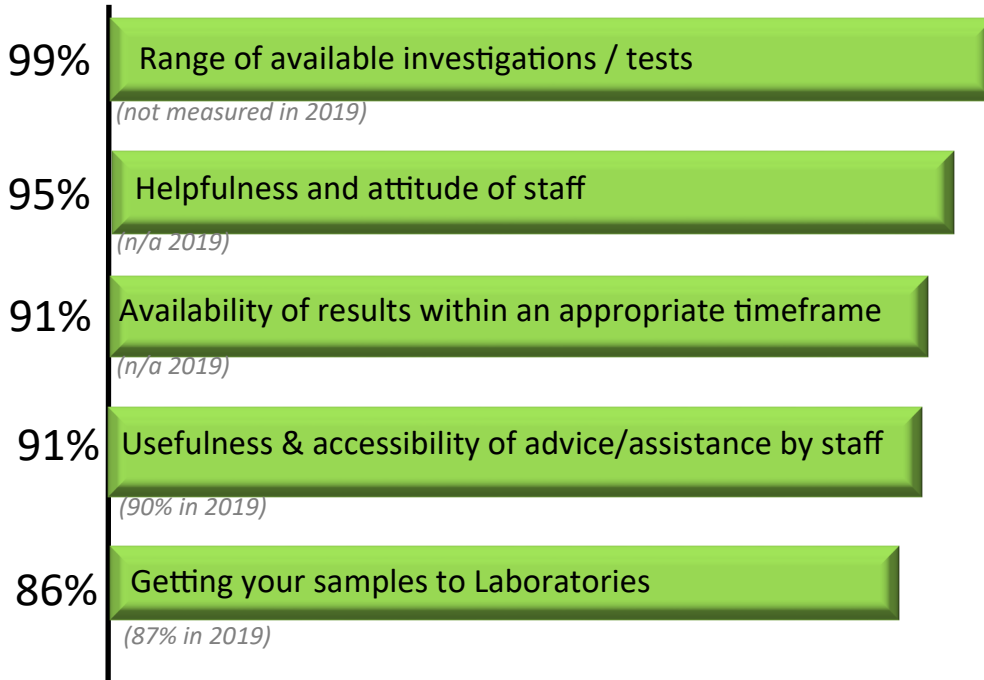 99% Range of available investigations / tests
(not measured in 2019)
95% Helpfulness and attitude of staff
(n/a 2019)
91% Availability of results within an appropriate timeframe
(n/a 2019)
91% Usefulness & accessibility of advice/assistance by staff
(90% in 2019)
86% Getting your samples to Laboratories
(87% in 2019)